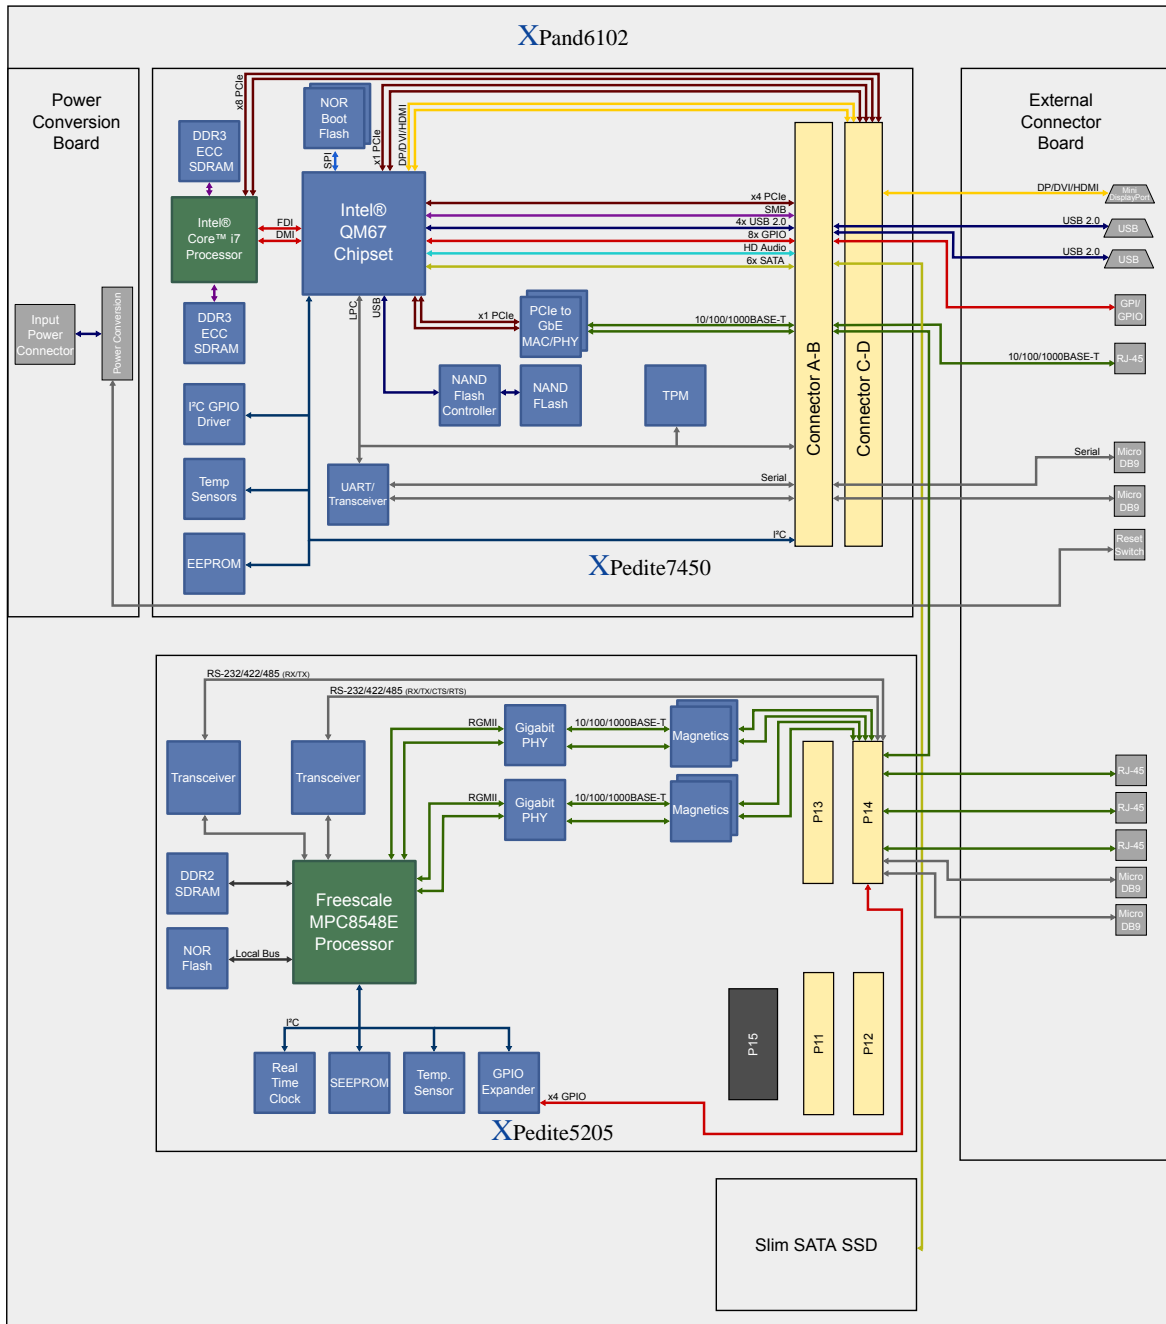 XPand6102
Power
Conversion
Board
External
Connector
Board
x8 PCIe
DDR3
ECC
SDRAM
NOR
Boot
Flash
SPI
x1 PCIe
DP/DVI/HDMI
Intel®
Core™ i7
Processor
FDI
DMI
Intel®
QM67
Chipset
x4 PCIe
SMB
4x USB 2.0
8x GPIO
HD Audio
6x SATA
DP/DVI/HDMI
Mini
DisplayPort
USB 2.0
USB
USB 2.0
USB
Input
Power
Connector
Power Conversion
DDR3
ECC
SDRAM
LPC
USB
x1 PCIe
PCIe to
GbE
MAC/PHY
10/100/1000BASE-T
GPI/
GPIO
10/100/1000BASE-T
RJ-45
I²C GPIO
Driver
NAND
Flash
Controller
NAND
FLash
TPM
Connector A-B
Connector C-D
Temp
Sensors
UART/
Transceiver
Serial
Serial
Micro
DB9
Micro
DB9
EEPROM
I²C
Reset
Switch
XPedite7450
RS-232/422/485 (RX/TX)
RS-232/422/485 (RX/TX/CTS/RTS)
Transceiver
Transceiver
RGMII
Gigabit
PHY
10/100/1000BASE-T
Magnetics
RGMII
Gigabit
PHY
10/100/1000BASE-T
Magnetics
P13
P14
RJ-45
RJ-45
RJ-45
Micro
DB9
Micro
DB9
DDR2
SDRAM
Freescale
MPC8548E
Processor
NOR
Flash
Local Bus
I²C
Real
Time
Clock
SEEPROM
Temp.
Sensor
GPIO
Expander
x4 GPIO
P15
P11
P12
XPedite5205
Slim SATA SSD